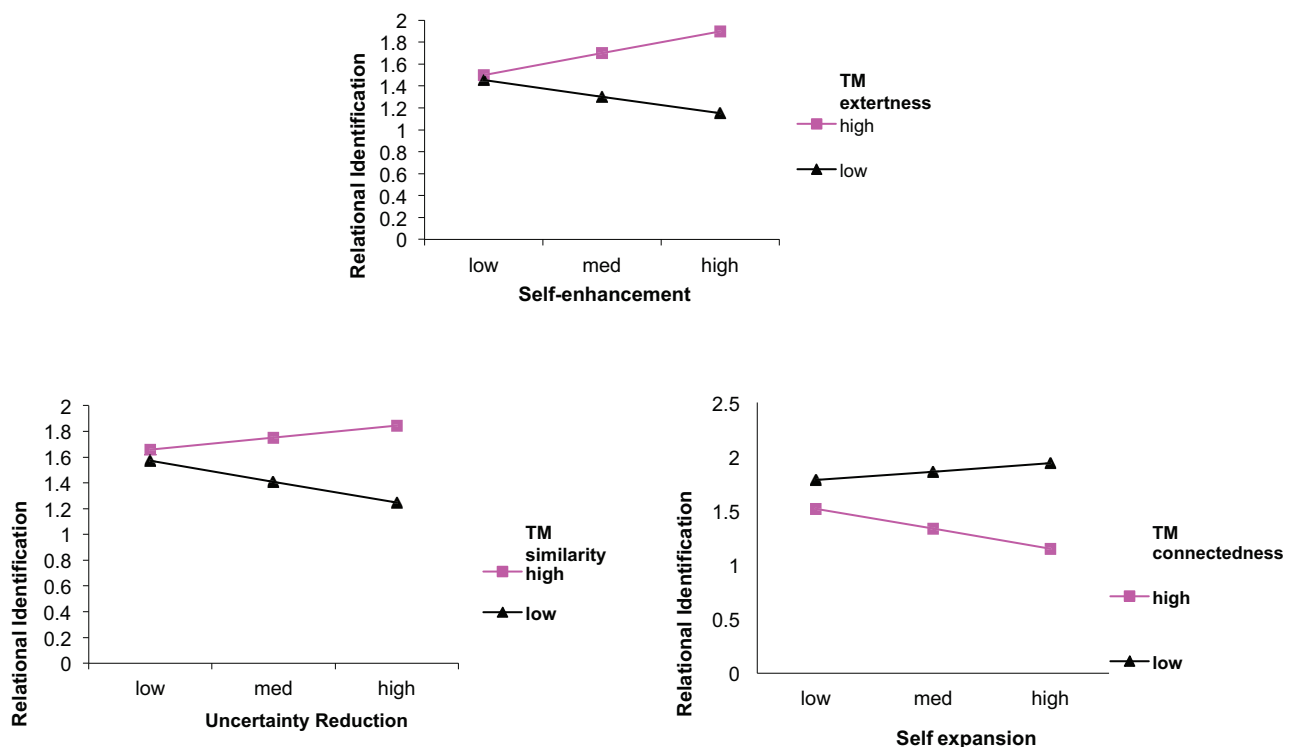 Relational Identification
2
1.8
1.6
1.4
1.2
1
0.8
0.6
0.4
0.2
0
low med high
Self-enhancement
TM
extertness
high
low
Relational Identification
2
1.8
1.6
1.4
1.2
1
0.8
0.6
0.4
0.2
0
low med high
Uncertainty Reduction
TM
similarity
high
low
Relational Identification
2.5
2
1.5
1
0.5
0
low med high
Self expansion
TM
connectedness
high
low